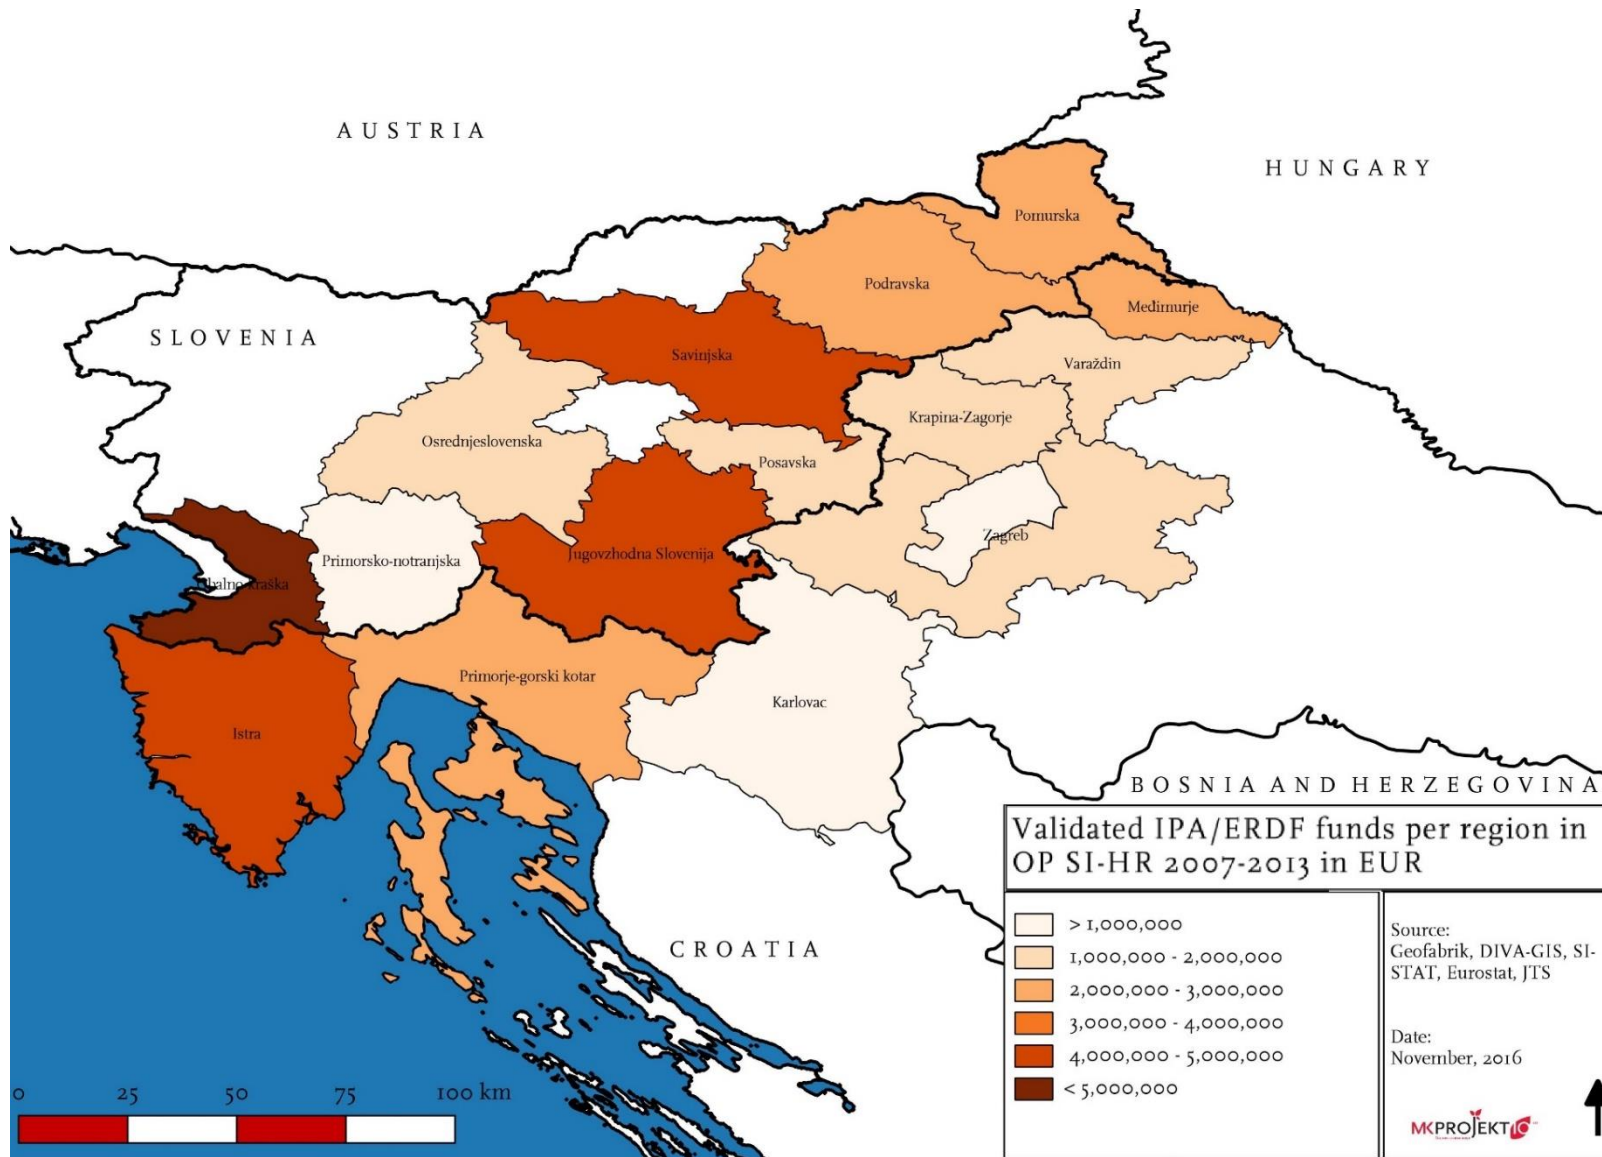 AUSTRIA
HUNGARY
Pomurska
Podravska
Međimurje
SLOVENIA
Savinjska
Varaždin
Krapina-Zagorje
Osrednjeslovenska
Posavska
Zagreb
Primorsko-notranjska
Jugovzhodna Slovenija
Obalno-kraška
Primorje-gorski kotar
Karlovac
Istra
BOSNIA AND HERZEGOVINA
CROATIA
Validated IPA/ERDF funds per region in
OP SI-HR 2007-2013 in EUR
> 1,000,000
1,000,000 - 2,000,000
2,000,000 - 3,000,000
3,000,000 - 4,000,000
4,000,000 - 5,000,000
< 5,000,000
Source:
Geofabrik, DIVA-GIS, SI-
STAT, Eurostat, JTS
Date:
November, 2016
MKPROJEKT
0 25 50 75 100 km